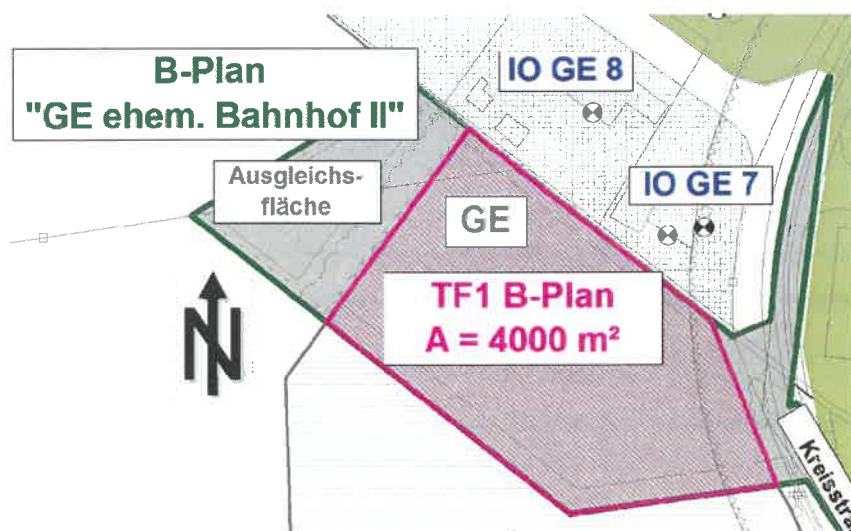 B-Plan
"GE ehem. Bahnhof II"
IO GE 8
Ausgleichs-
fläche
IO GE 7
GE
TF1 B-Plan
A = 4000 m²
N